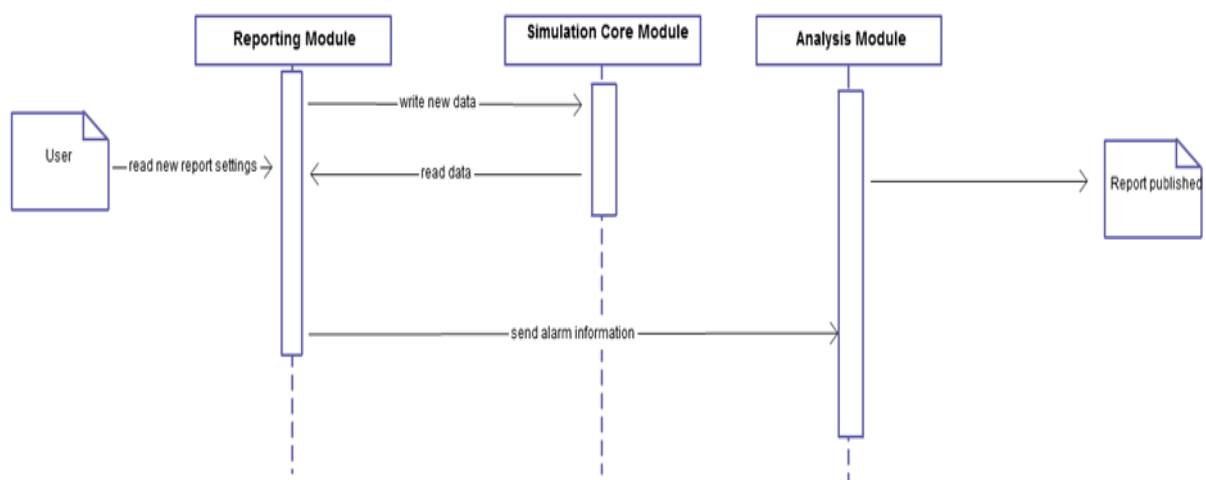 Reporting Module
Simulation Core Module
Analysis Module
write new data
User
read new report settings
read data
Report published
send alarm information